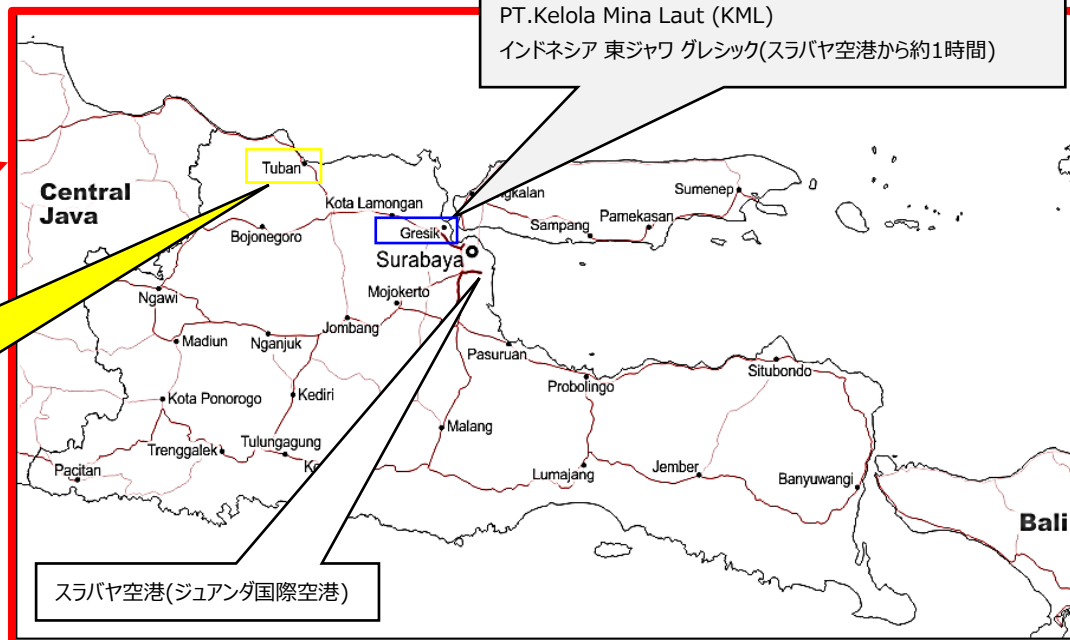 PT.Kelola Mina Laut (KML)
インドネシア 東ジャワ グレシック(スラバヤ空港から約1時間)
Tuban
Central
Java
Kota Lamongan
gkalan
Sumenep
Bojonegoro
Gresik
Sampang
Pamekasan
Surabaya
Ngawi
Mojokerto
Madiun
Nganjuk
Jombang
Pasuruan
Situbondo
Probolingo
Kota Ponorogo
Kediri
Malang
Trenggalek
Tulungagung
Pacitan
Lumajang
Jember
Banyuwangi
Bali
スラバヤ空港(ジュアンダ国際空港)